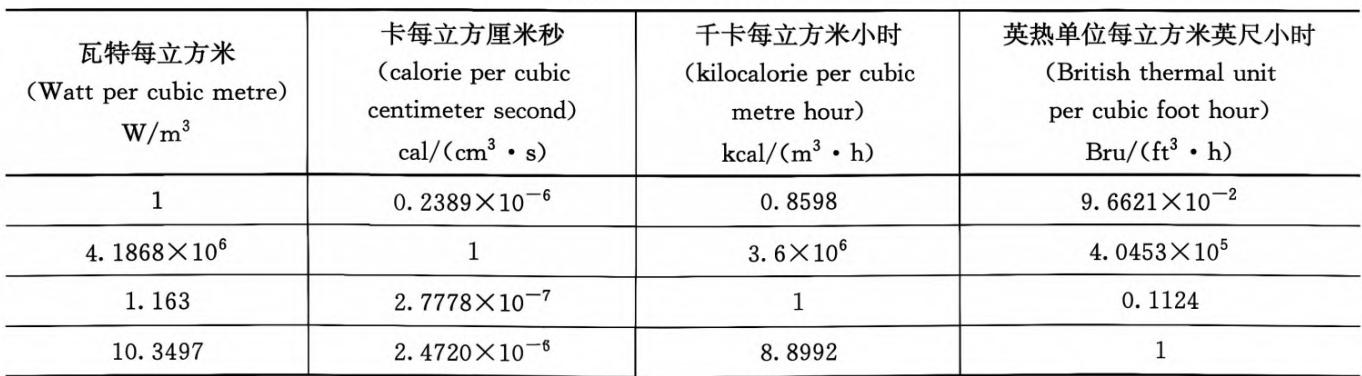 瓦特每立方米
(Watt per cubic metre)
W/m³
卡每立方厘米秒
(calorie per cubic
centimeter second)
cal/(cm³・s)
千卡每立方米小时
(kilocalorie per cubic
metre hour)
kcal/(m³・h)
英热单位每立方米英尺小时
(British thermal unit
per cubic foot hour)
Bru/(ft³・h)
1 0.2389×10⁻⁶ 0.8598 9.6621×10⁻²
4.1868×10⁶ 1 3.6×10⁶ 4.0453×10⁵
1.163 2.7778×10⁻⁷ 1 0.1124
10.3497 2.4720×10⁻⁶ 8.8992 1